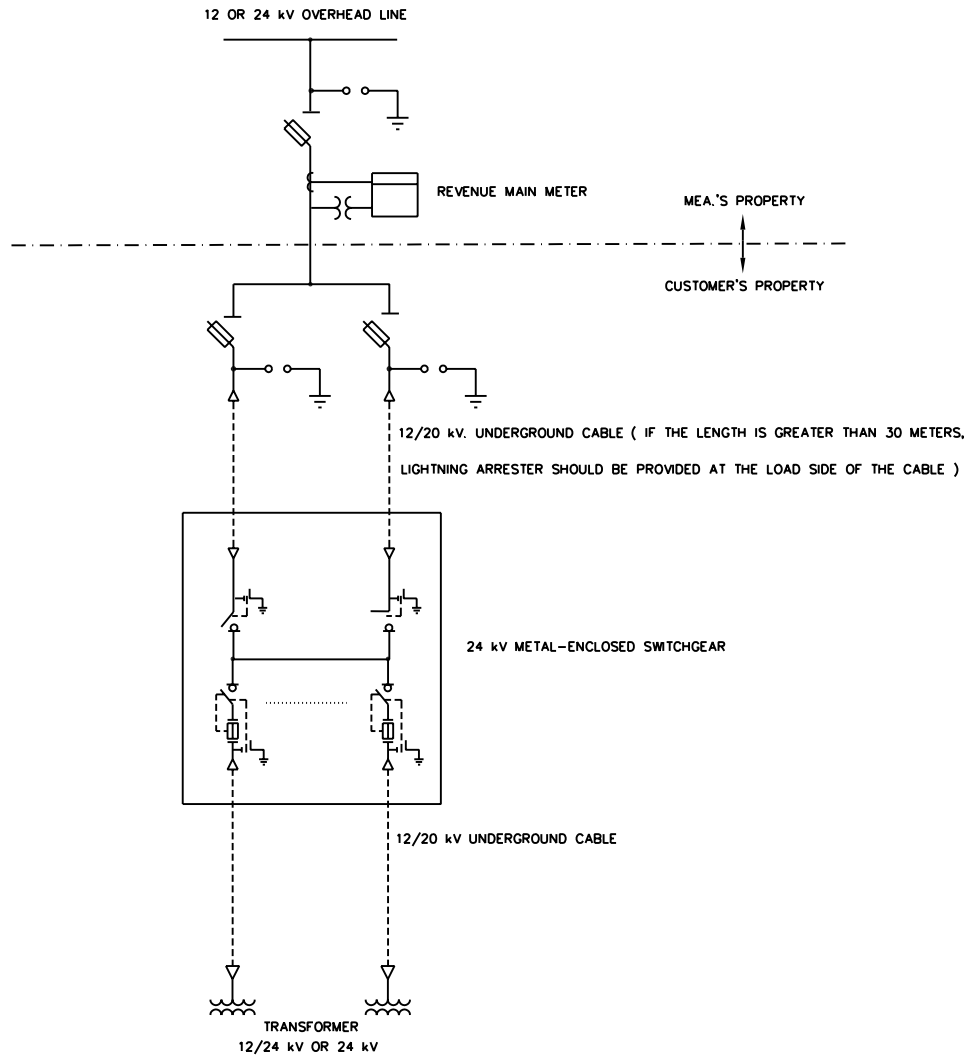 12 OR 24 kV OVERHEAD LINE
REVENUE MAIN METER
MEA.'S PROPERTY
CUSTOMER'S PROPERTY
12/20 kV. UNDERGROUND CABLE ( IF THE LENGTH IS GREATER THAN 30 METERS,
LIGHTNING ARRESTER SHOULD BE PROVIDED AT THE LOAD SIDE OF THE CABLE )
24 kV METAL-ENCLOSED SWITCHGEAR
12/20 kV UNDERGROUND CABLE
TRANSFORMER
12/24 kV OR 24 kV